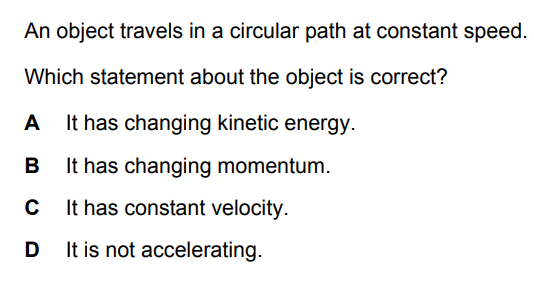 An object travels in a circular path at constant speed.
Which statement about the object is correct?
A It has changing kinetic energy.
B It has changing momentum.
C It has constant velocity.
D It is not accelerating.